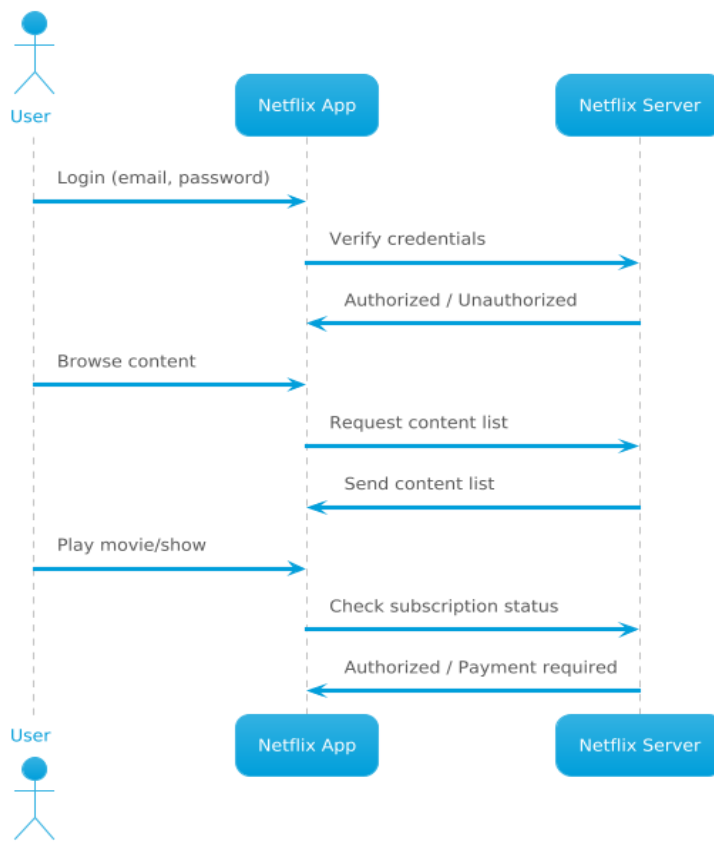 User
Netflix App
Netflix Server
Login (email, password)
Verify credentials
Authorized / Unauthorized
Browse content
Request content list
Send content list
Play movie/show
Check subscription status
Authorized / Payment required
User
Netflix App
Netflix Server